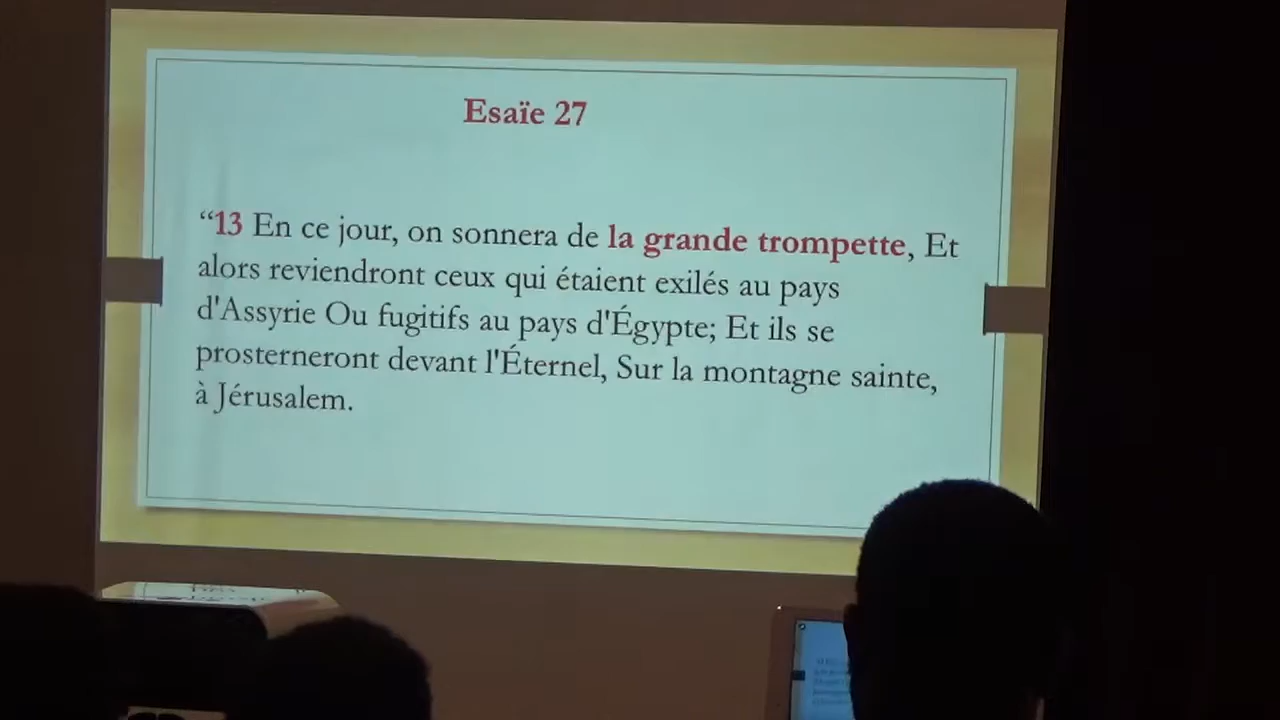 Esaïe 27
“13 En ce jour, on sonnera de la grande trompette, Et
alors reviendront ceux qui étaient exilés au pays
d'Assyrie Ou fugitifs au pays d'Égypte; Et ils se
prosterneront devant l'Éternel, Sur la montagne sainte,
à Jérusalem.